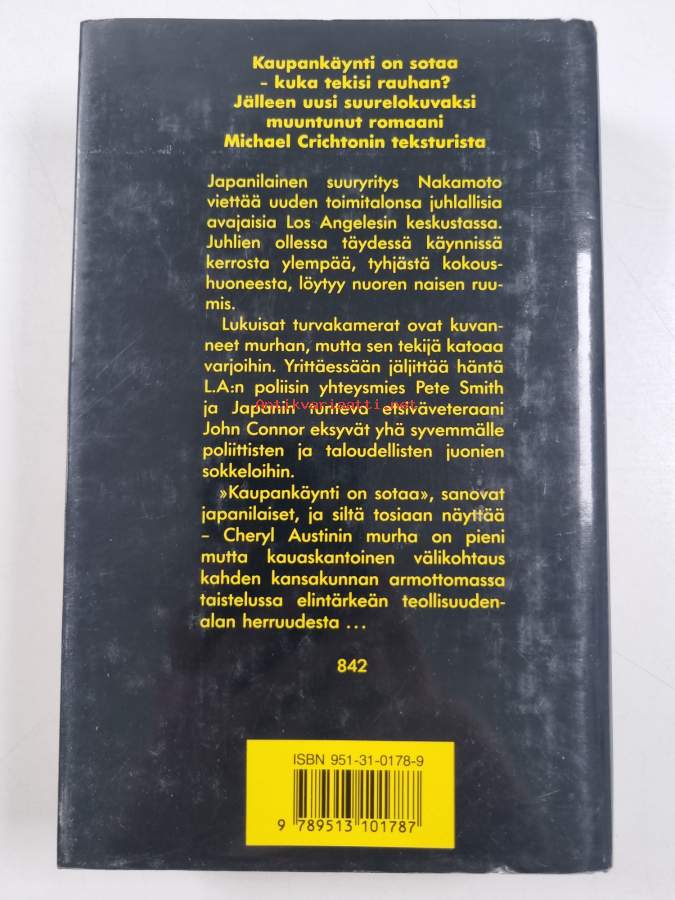 Kaupankäynti on sotaa
– kuka tekisi rauhan?
Jälleen uusi suurelokuvaksi
muuntunut romaani
Michael Crichtonin teksturista
Japanilainen suuryritys Nakamoto
viettää uuden toimitalonsa juhlallisia
avajaisia Los Angelesin keskustassa.
Juhlien ollessa täydessä käynnissä
kerrosta ylempää, tyhjästä kokous-
huoneesta, löytyy nuoren naisen ruu-
mis.
Lukuisat turvakamerat ovat kuvan-
neet murhan, mutta sen tekijä katoaa
varjoihin. Yrittäessään jäljittää häntä
L.A:n poliisin yhteysmies Pete Smith
Antikvariaatti.net
ja Japanin tunteva etsiväveteraani
John Connor eksyvät yhä syvemmälle
poliittisten ja taloudellisten juonien
sokkeloihin.
»Kaupankäynti on sotaa», sanovat
japanilaiset, ja siltä tosiaan näyttää
– Cheryl Austinin murha on pieni
mutta kauaskantoinen välikohtaus
kahden kansakunnan armottomassa
taistelussa elintärkeän teollisuuden-
alan herruudesta ...
842
ISBN 951-31-0178-9
9 789513 101787